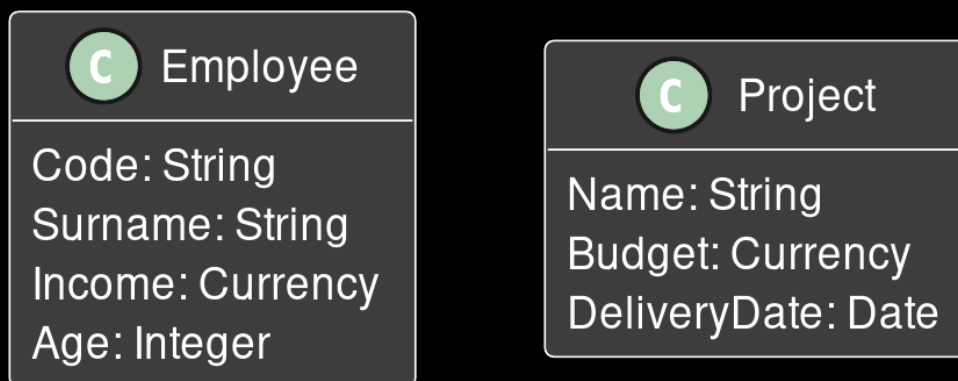 C Employee
Code: String
Surname: String
Income: Currency
Age: Integer
C Project
Name: String
Budget: Currency
DeliveryDate: Date